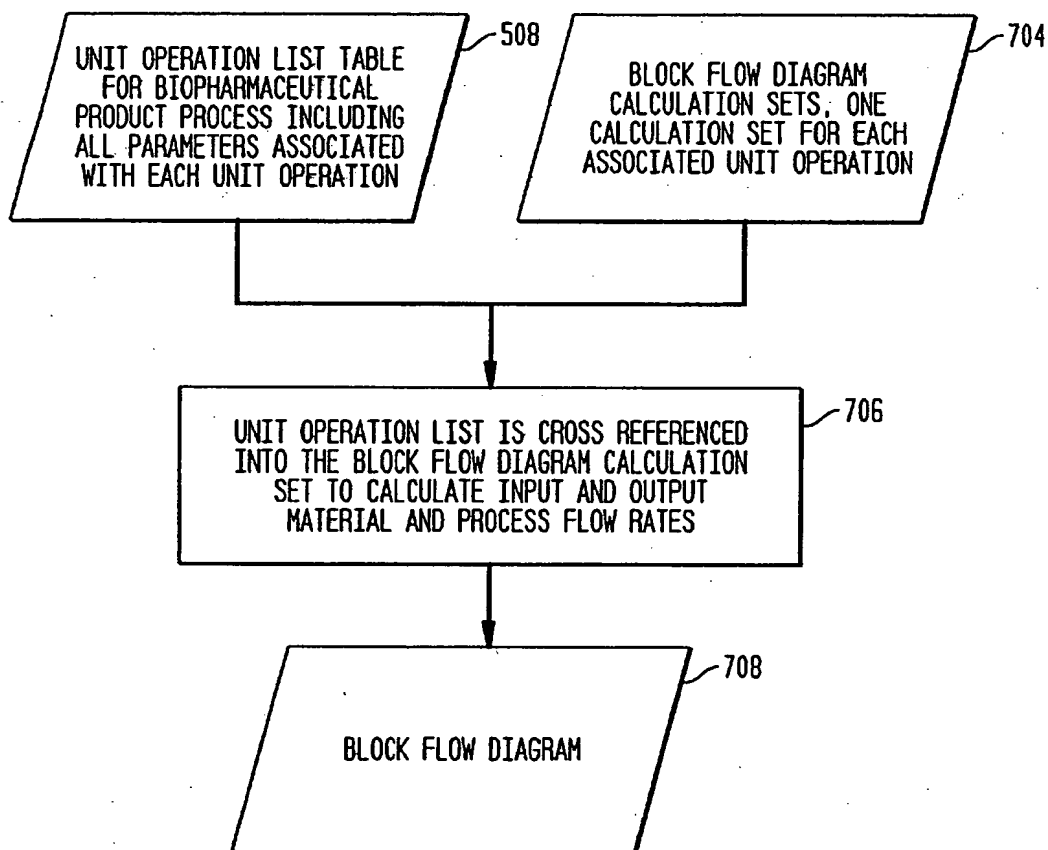 UNIT OPERATION LIST TABLE
FOR BIOPHARMACEUTICAL
PRODUCT PROCESS INCLUDING
ALL PARAMETERS ASSOCIATED
WITH EACH UNIT OPERATION
508
BLOCK FLOW DIAGRAM
CALCULATION SETS, ONE
CALCULATION SET FOR EACH
ASSOCIATED UNIT OPERATION
704
UNIT OPERATION LIST IS CROSS REFERENCED
INTO THE BLOCK FLOW DIAGRAM CALCULATION
SET TO CALCULATE INPUT AND OUTPUT
MATERIAL AND PROCESS FLOW RATES
706
BLOCK FLOW DIAGRAM
708